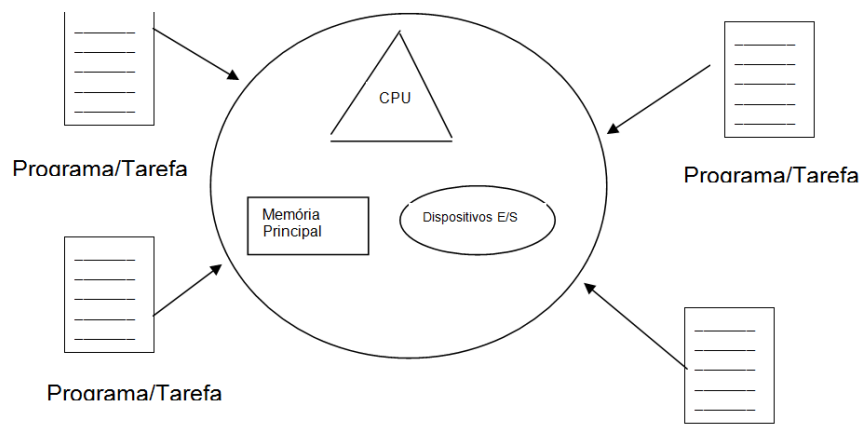 CPU
Programa/Tarefa
Programa/Tarefa
Memória
Principal
Dispositivos E/S
Programa/Tarefa